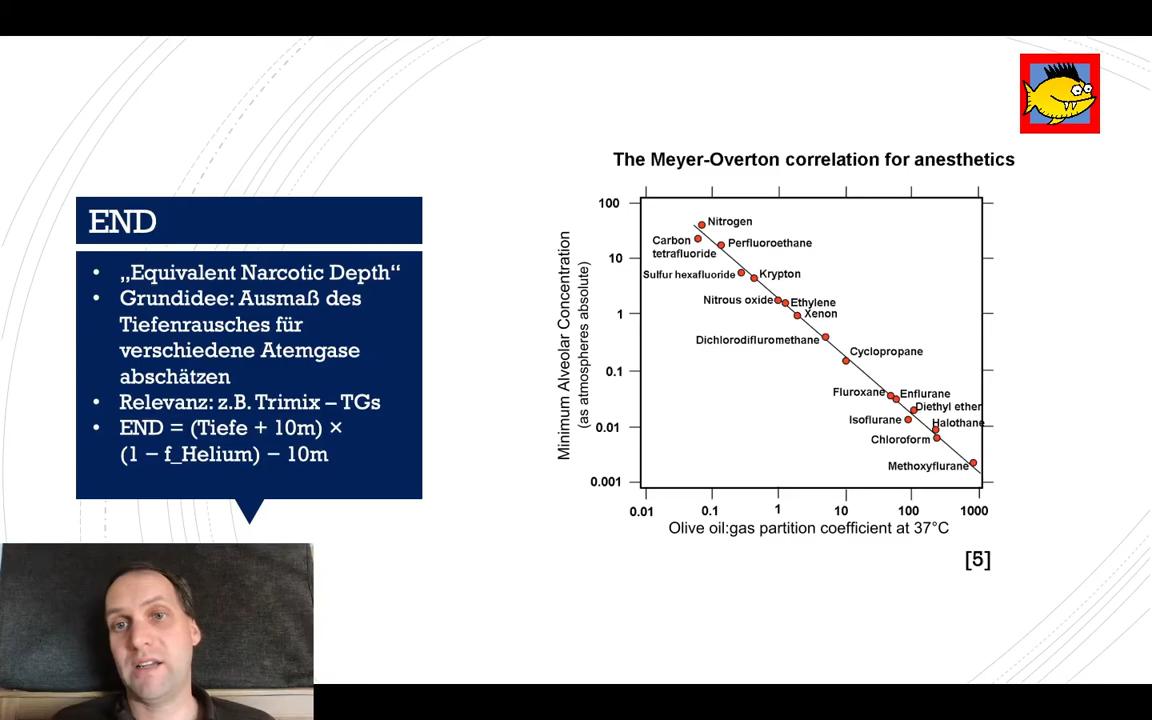 END
• „Equivalent Narcotic Depth“
• Grundidee: Ausmaß des
Tiefenrausches für
verschiedene Atemgase
abschätzen
• Relevanz: z.B. Trimix – TGs
• END = (Tiefe + 10m) ×
(1 − f_Helium) − 10m
The Meyer-Overton correlation for anesthetics
Minimum Alveolar Concentration
(as atmospheres absolute)
100
10
1
0.1
0.01
0.001
Nitrogen
Carbon
tetrafluoride
Perfluoroethane
Sulfur hexafluoride
Krypton
Nitrous oxide
Ethylene
Xenon
Dichlorodifluromethane
Cyclopropane
Fluroxane
Enflurane
Diethyl ether
Isoflurane
Halothane
Chloroform
Methoxyflurane
0.01 0.1 1 10 100 1000
Olive oil:gas partition coefficient at 37°C
[5]